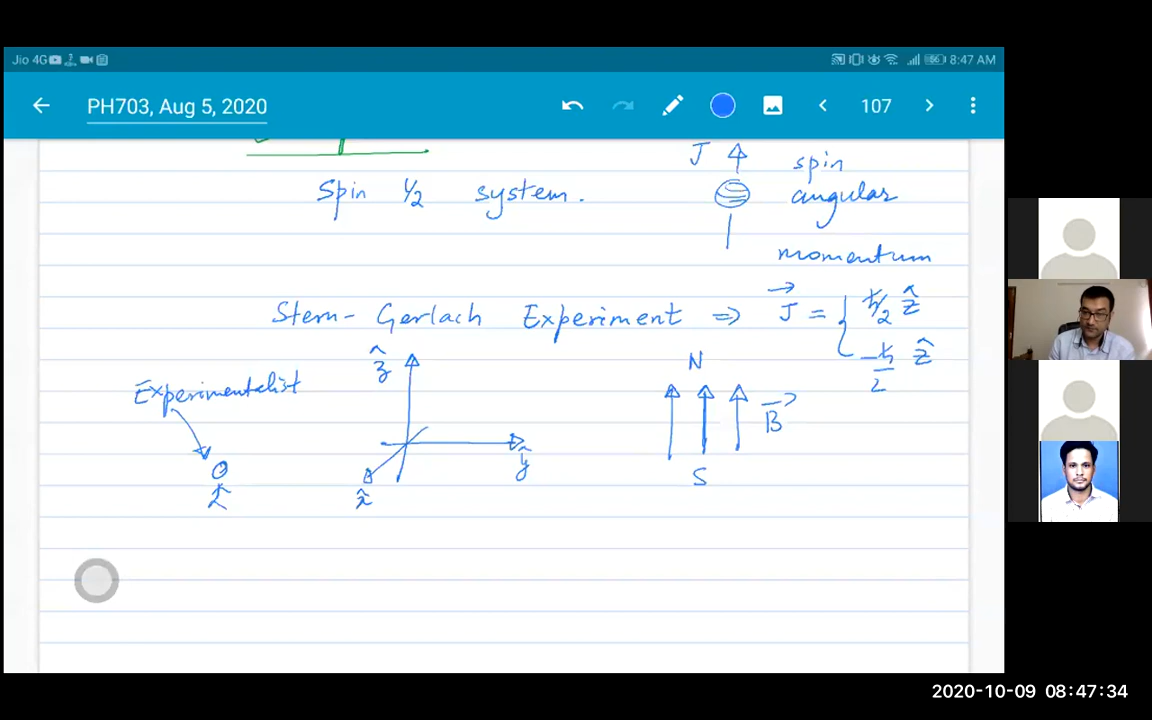 Jio 4G 8:47 AM
PH703, Aug 5, 2020 107
J spin
Spin 1/2 system. angular
momentum
Stern-Gerlach Experiment ⇒ J⃗ = { ħ/2 ẑ
-ħ/2 ẑ
ẑ N
Experimentalist
B⃗
ŷ
S
x̂
2020-10-09 08:47:34